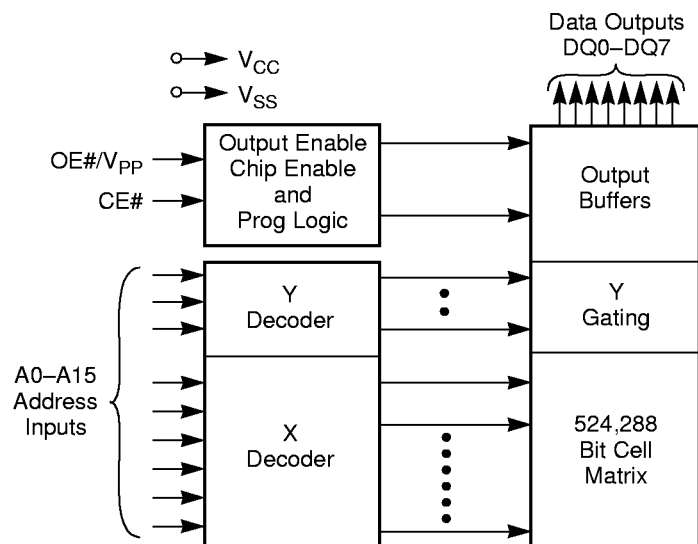 Data Outputs
DQ0–DQ7
V_CC
V_SS
OE#/V_PP
CE#
Output Enable
Chip Enable
and
Prog Logic
Output
Buffers
Y
Decoder
Y
Gating
A0–A15
Address
Inputs
X
Decoder
524,288
Bit Cell
Matrix